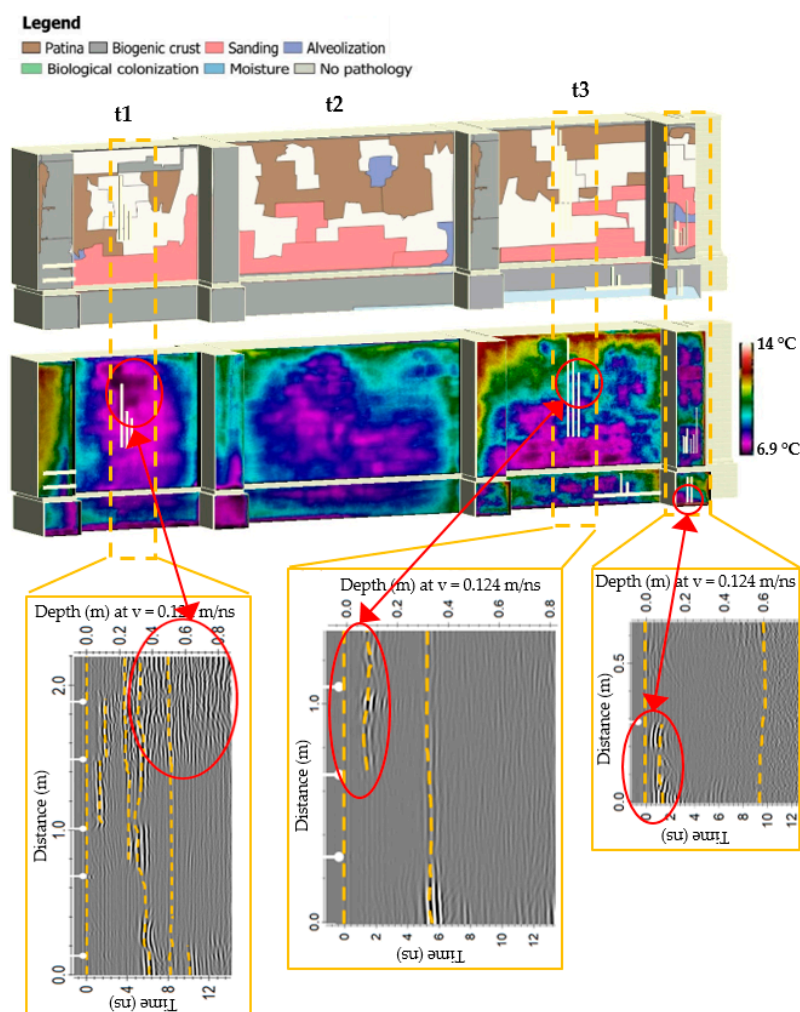 Legend
Patina Biogenic crust Sanding Alveolization
Biological colonization Moisture No pathology
t1 t2 t3
14 °C
6.9 °C
Depth (m) at v = 0.124 m/ns
0.0 0.2 0.4 0.6 0.8
Distance (m)
2.0
1.0
0.0
0 4 8 12
Time (ns)
Depth (m) at v = 0.124 m/ns
0.0 0.2 0.4 0.6 0.8
Distance (m)
1.0
0.0
0 2 4 6 8 10 12
Time (ns)
Depth (m) at v = 0.124 m/ns
0.0 0.2 0.4 0.6
Distance (m)
0.5
0.0
0 2 4 6 8 10 12
Time (ns)